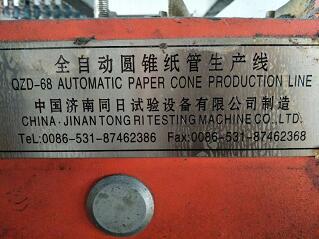 全自动圆锥纸管生产线
QZD-68 AUTOMATIC PAPER CONE PRODUCTION LINE
中国济南同日试验设备有限公司制造
CHINA·JINAN TONG RI TESTING MACHINE CO., LTD.
TeL:0086-531-87462386 Fax:0086-531-87462368